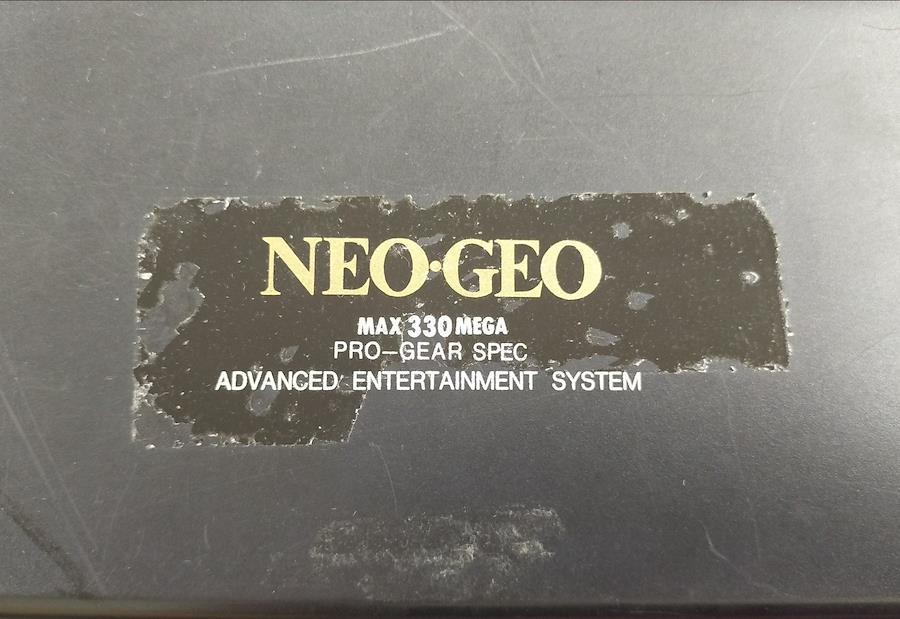 NEO·GEO
MAX 330 MEGA
PRO-GEAR SPEC
ADVANCED ENTERTAINMENT SYSTEM